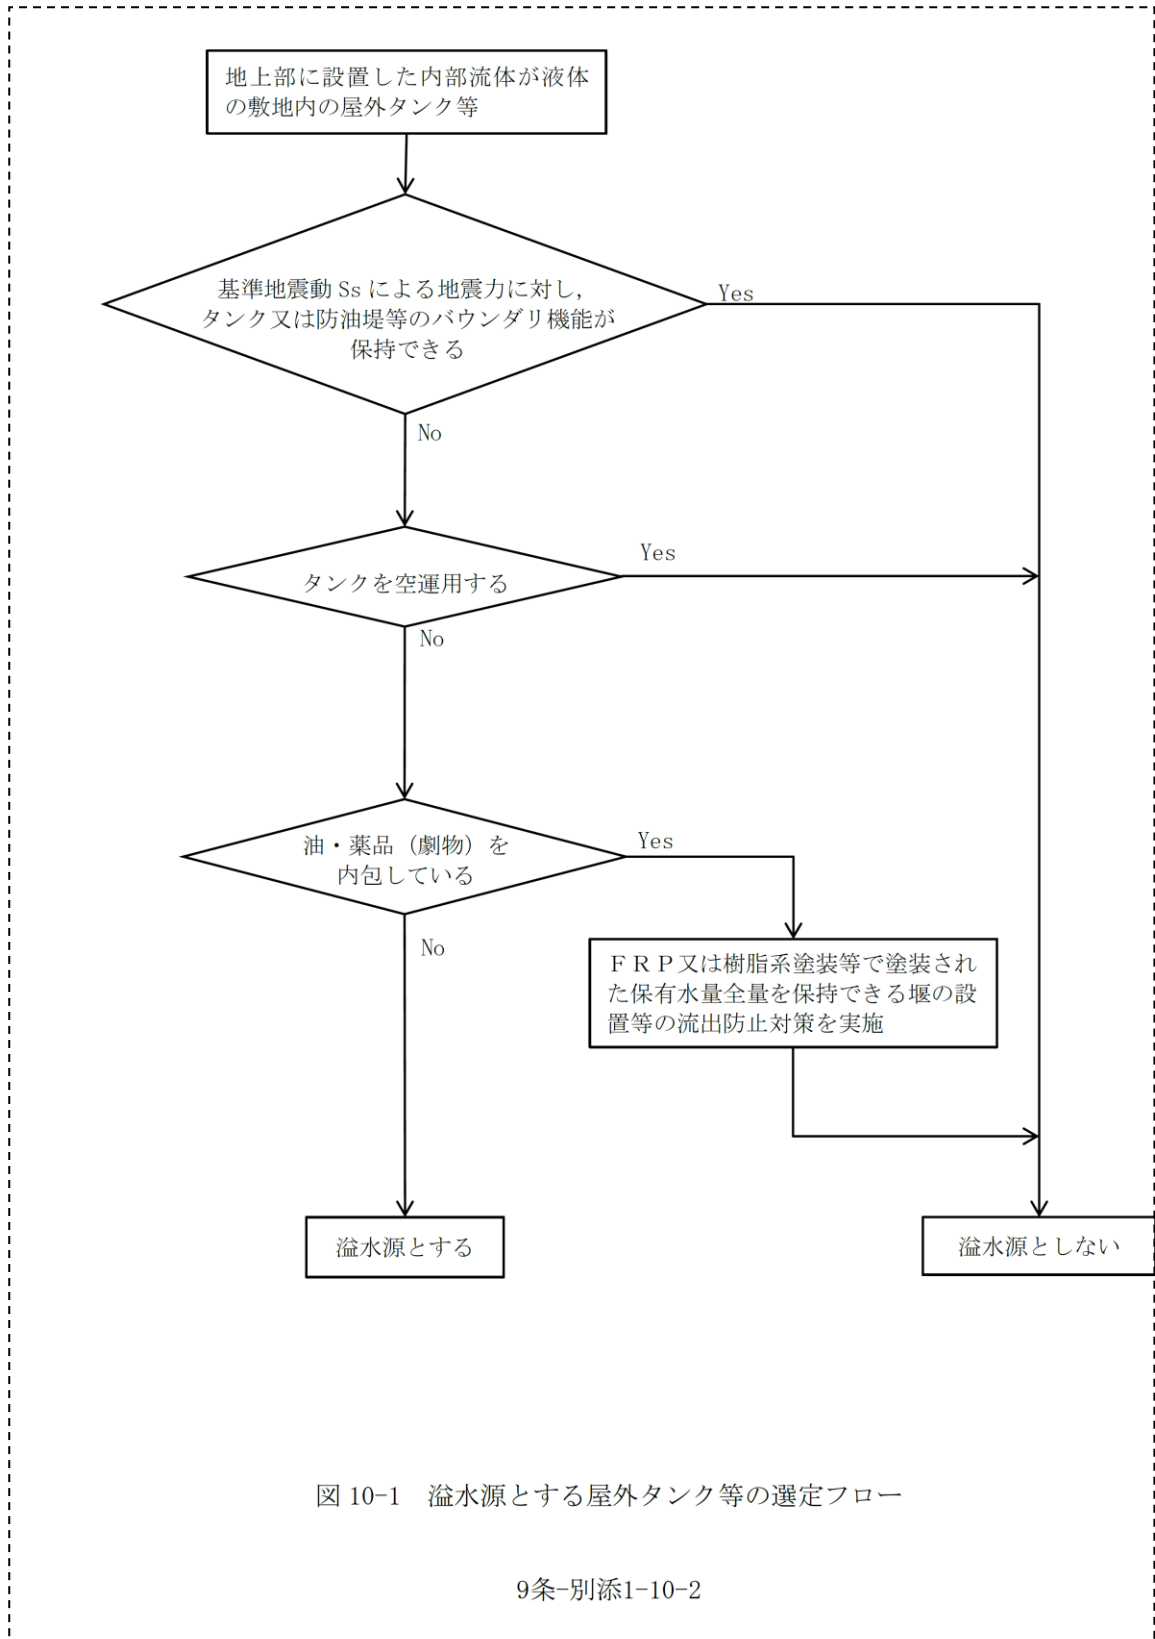 地上部に設置した内部流体が液体
の敷地内の屋外タンク等
基準地震動 Ss による地震力に対し,
タンク又は防油堤等のバウンダリ機能が
保持できる
Yes
No
タンクを空運用する
Yes
No
油・薬品（劇物）を
内包している
Yes
No
ＦＲＰ又は樹脂系塗装等で塗装され
た保有水量全量を保持できる堰の設
置等の流出防止対策を実施
溢水源とする
溢水源としない
図 10-1　溢水源とする屋外タンク等の選定フロー
9条-別添1-10-2